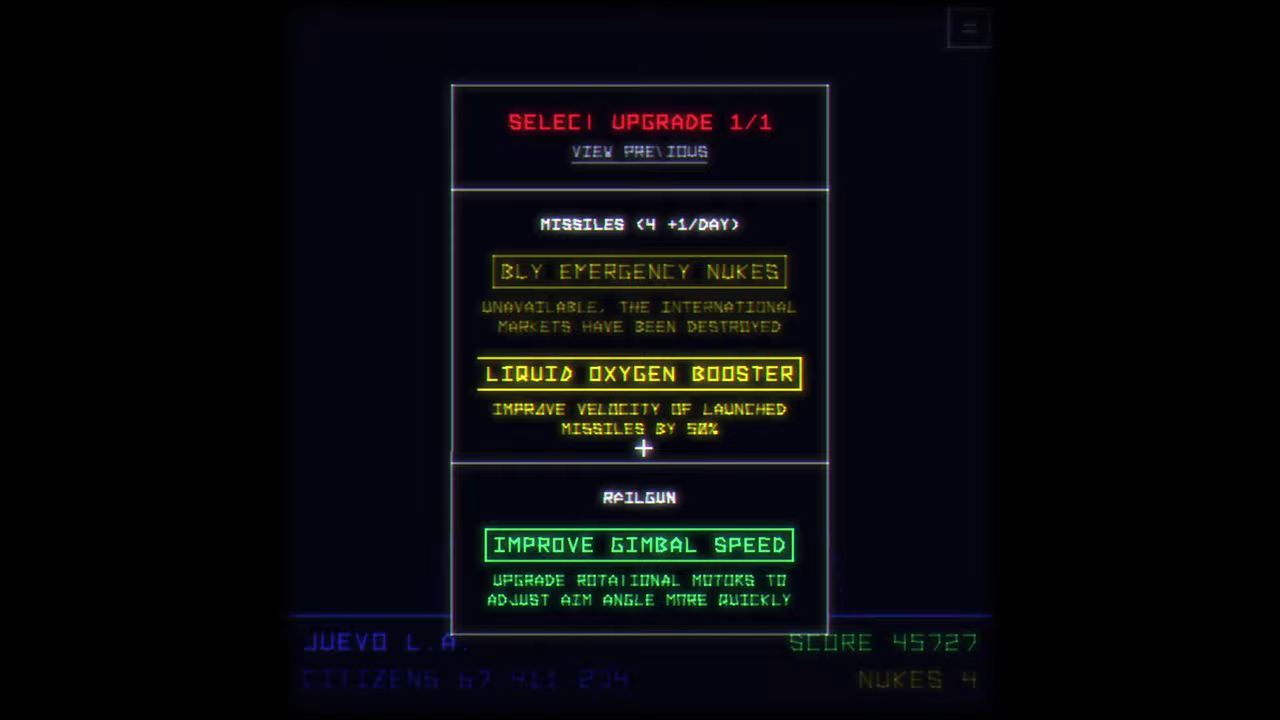 SELECT UPGRADE 1/1
VIEW PREVIOUS
MISSILES (4 +1/DAY)
BUY EMERGENCY NUKES
UNAVAILABLE, THE INTERNATIONAL
MARKETS HAVE BEEN DESTROYED
LIQUID OXYGEN BOOSTER
IMPROVE VELOCITY OF LAUNCHED
MISSILES BY 50%
RAILGUN
IMPROVE GIMBAL SPEED
UPGRADE ROTATIONAL MOTORS TO
ADJUST AIM ANGLE MORE QUICKLY
JUEVO L.A.
SCORE 45727
CITIZENS
NUKES 4